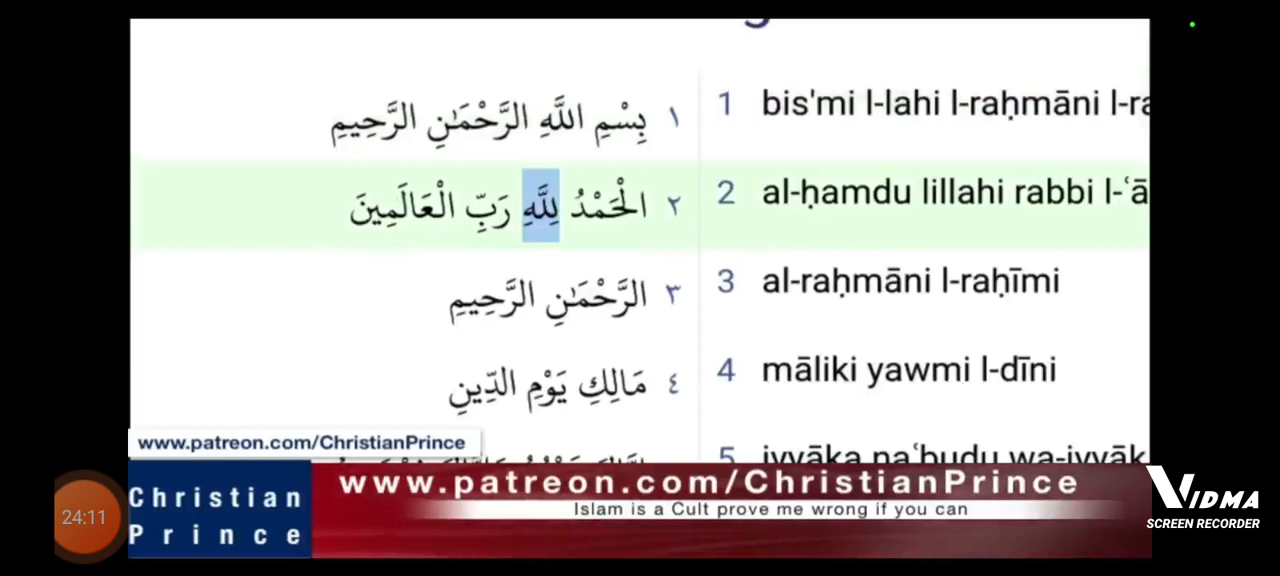 بِسْمِ اللَّهِ الرَّحْمَٰنِ الرَّحِيمِ ١
1 bis'mi l-lahi l-raḥmāni l-ra
الْحَمْدُ لِلَّهِ رَبِّ الْعَالَمِينَ ٢
2 al-ḥamdu lillahi rabbi l-ʿā
الرَّحْمَٰنِ الرَّحِيمِ ٣
3 al-raḥmāni l-raḥīmi
مَالِكِ يَوْمِ الدِّينِ ٤
4 māliki yawmi l-dīni
5 iyyāka naʿbudu wa-iyyāk
www.patreon.com/ChristianPrince
Christian
Prince
www.patreon.com/ChristianPrince
Islam is a Cult prove me wrong if you can
24:11
VIDMA
SCREEN RECORDER